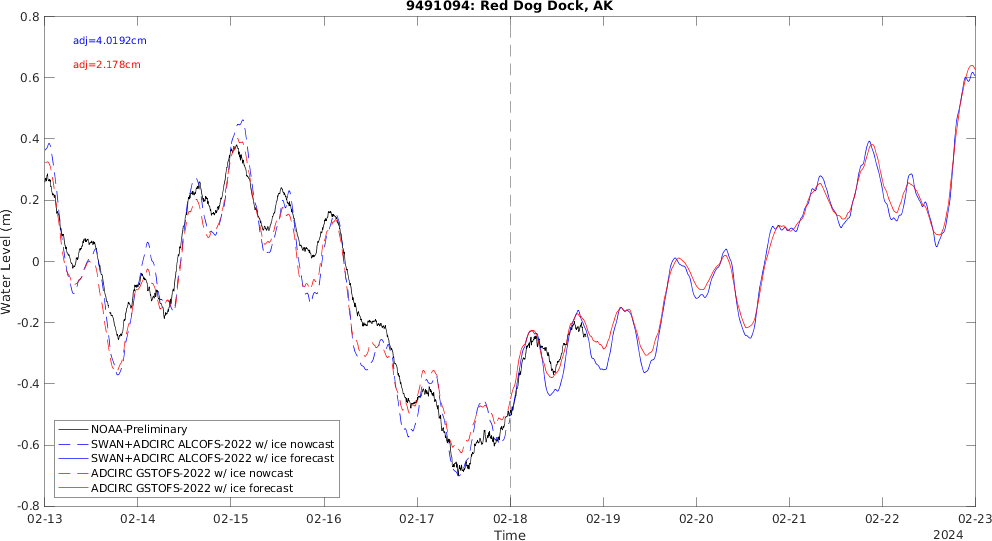 9491094: Red Dog Dock, AK
adj=4.0192cm
adj=2.178cm
Water Level (m)
0.8
0.6
0.4
0.2
0
-0.2
-0.4
-0.6
-0.8
NOAA-Preliminary
SWAN+ADCIRC ALCOFS-2022 w/ ice nowcast
SWAN+ADCIRC ALCOFS-2022 w/ ice forecast
ADCIRC GSTOFS-2022 w/ ice nowcast
ADCIRC GSTOFS-2022 w/ ice forecast
02-13 02-14 02-15 02-16 02-17 02-18 02-19 02-20 02-21 02-22 02-23
Time
2024